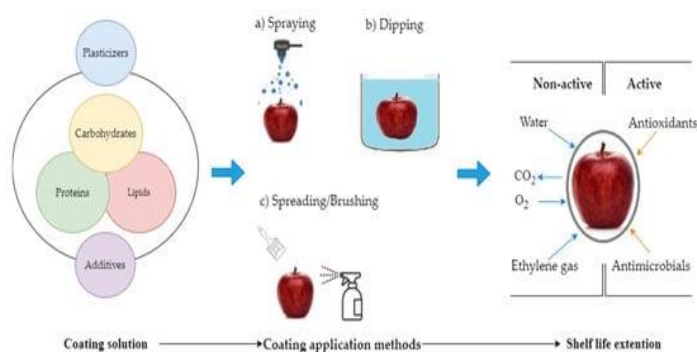 Plasticizers
Carbohydrates
Proteins
Lipids
Additives
Coating solution
a) Spraying
b) Dipping
c) Spreading/Brushing
Coating application methods
Non-active
Active
Water
Antioxidants
CO2
O2
Ethylene gas
Antimicrobials
Shelf life extention